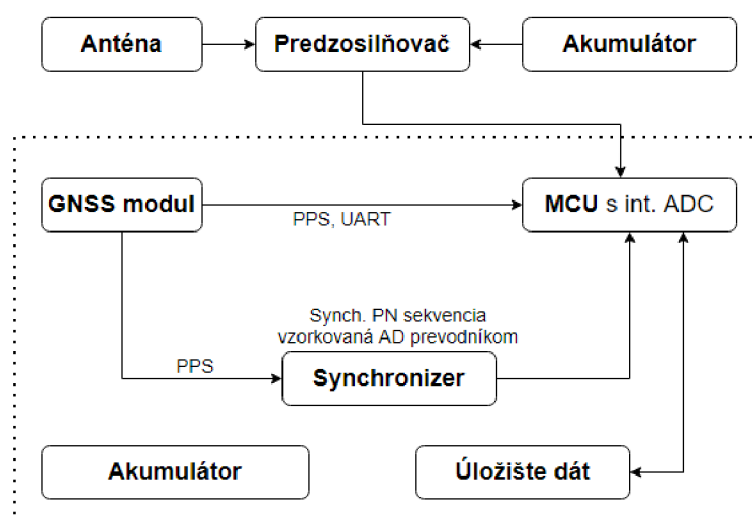 Anténa
Predzosilňovač
Akumulátor
GNSS modul
PPS, UART
MCU s int. ADC
Synch. PN sekvencia
vzorkovaná AD prevodníkom
PPS
Synchronizer
Akumulátor
Úložište dát